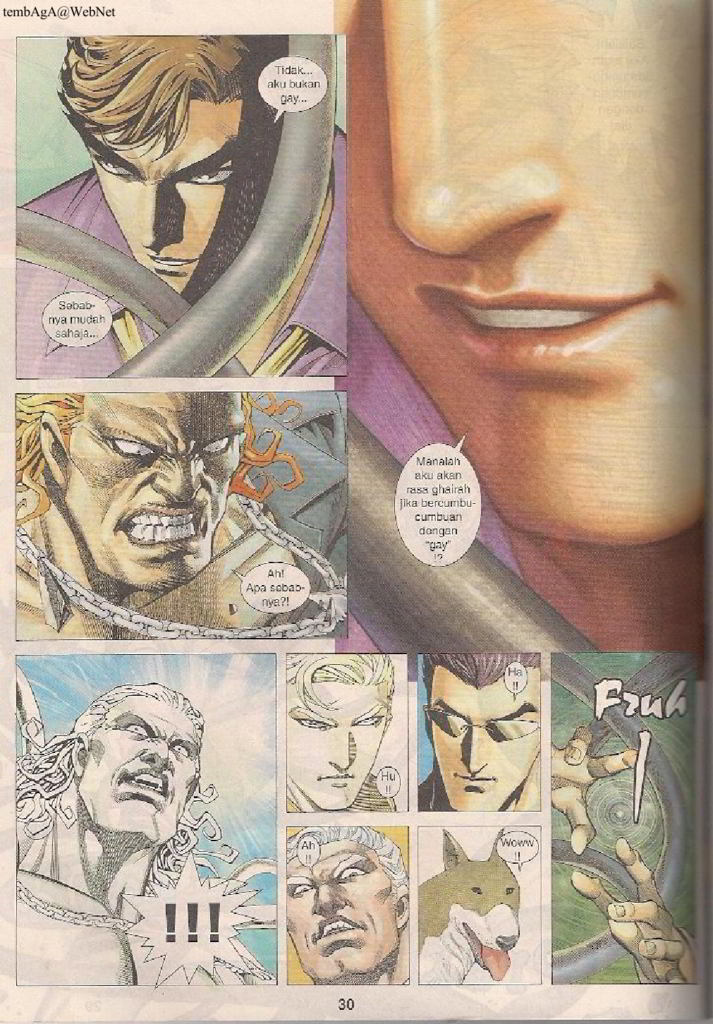 tembAgA@WebNet
Tidak...
aku bukan
gay...
Sebab-
nya mudah
sahaja...
Manalah
aku akan
rasa ghairah
jika bercumbu-
cumbuan
dengan
"gay"
!?
Ah!
Apa sebab-
nya?!
!!!
Hu
!!
Ha
!!
Ah
!!
Woww
!!
Fruh
!
30